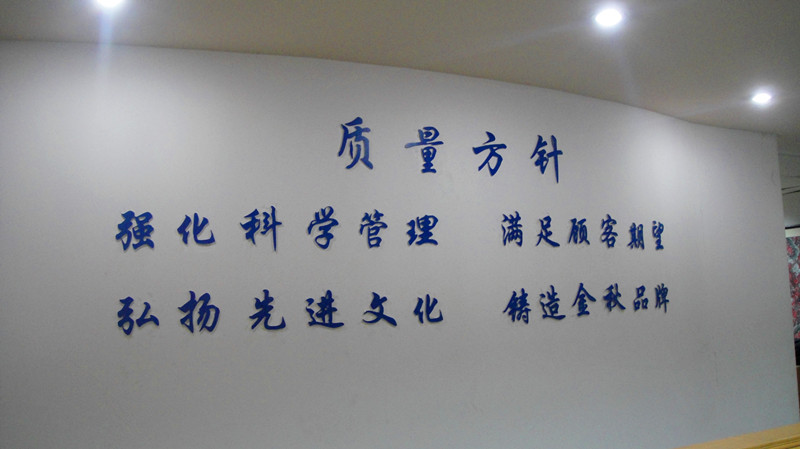 质量方针
强化科学管理 满足顾客期望
弘扬先进文化 铸造金秋品牌